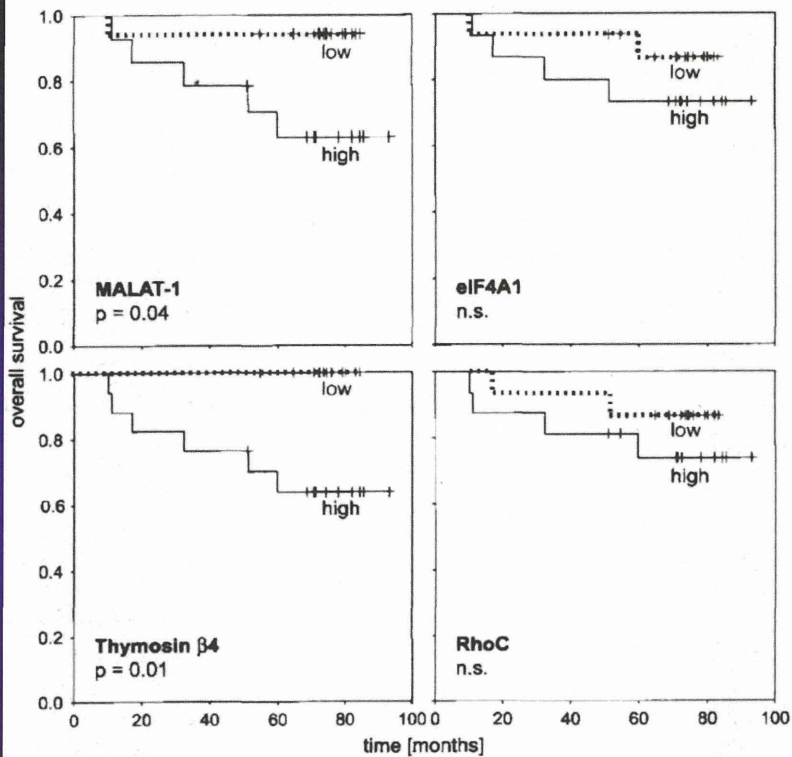 overall survival
1.0
0.8
0.6
0.4
0.2
0.0
low
high
MALAT-1
p = 0.04
low
high
eIF4A1
n.s.
1.0
0.8
0.6
0.4
0.2
0.0
low
high
Thymosin β4
p = 0.01
0 20 40 60 80 100
low
high
RhoC
n.s.
0 20 40 60 80 100
time [months]